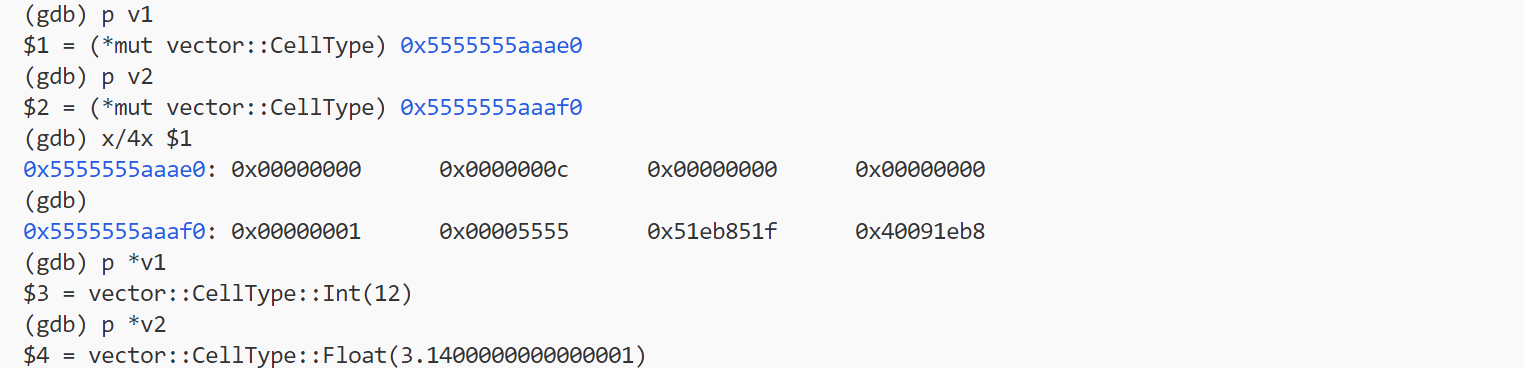 (gdb) p v1
$1 = (*mut vector::CellType) 0x5555555aaae0
(gdb) p v2
$2 = (*mut vector::CellType) 0x5555555aaaf0
(gdb) x/4x $1
0x5555555aaae0: 0x00000000 0x0000000c 0x00000000 0x00000000
(gdb)
0x5555555aaaf0: 0x00000001 0x00005555 0x51eb851f 0x40091eb8
(gdb) p *v1
$3 = vector::CellType::Int(12)
(gdb) p *v2
$4 = vector::CellType::Float(3.1400000000000001)